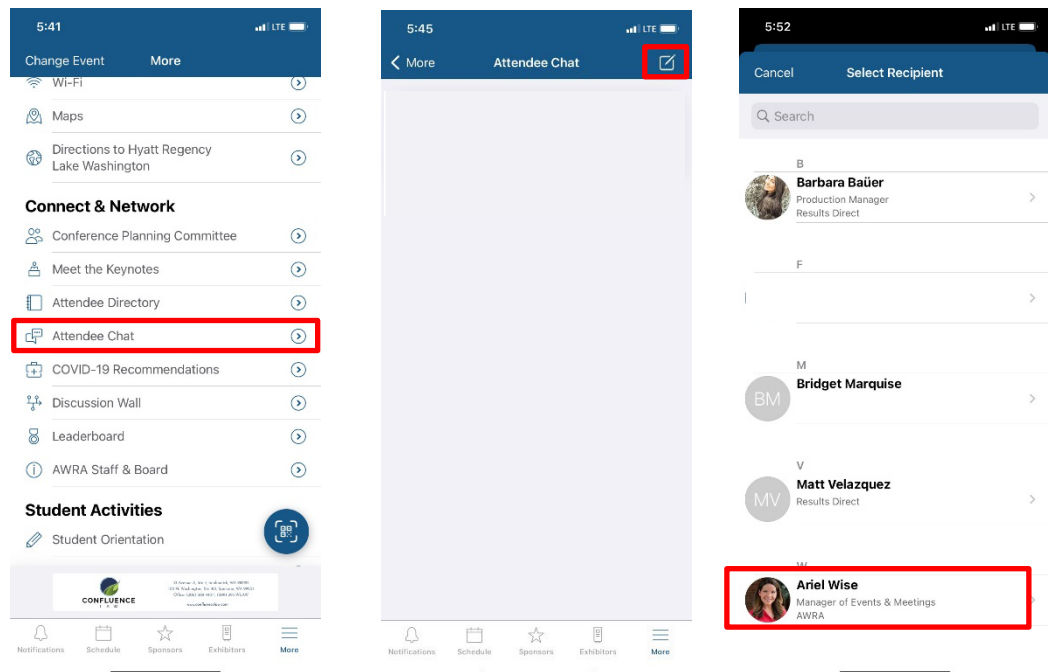 5:41
LTE
Change Event More
Wi-Fi
Maps
Directions to Hyatt Regency
Lake Washington
Connect & Network
Conference Planning Committee
Meet the Keynotes
Attendee Directory
Attendee Chat
COVID-19 Recommendations
Discussion Wall
Leaderboard
AWRA Staff & Board
Student Activities
Student Orientation
CONFLUENCE
LAW
Notifications Schedule Sponsors Exhibitors More
5:45
LTE
More Attendee Chat
Notifications Schedule Sponsors Exhibitors More
5:52
LTE
Cancel Select Recipient
Search
B
Barbara Baüer
Production Manager
Results Direct
F
M
BM
Bridget Marquise
V
MV
Matt Velazquez
Results Direct
W
Ariel Wise
Manager of Events & Meetings
AWRA